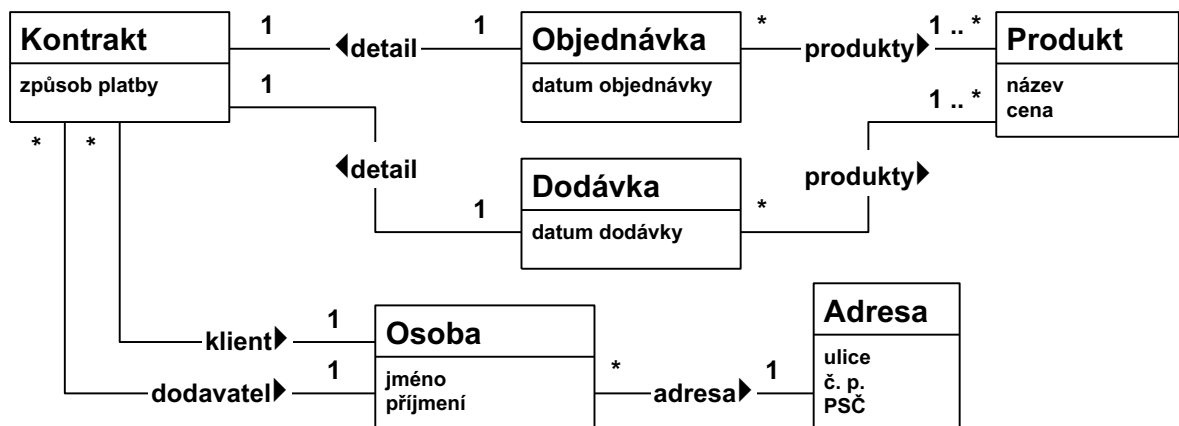 Kontrakt
způsob platby
1
◀detail
1
Objednávka
datum objednávky
*
produkty▶
1 .. *
Produkt
název
cena
1
◀detail
1
Dodávka
datum dodávky
*
produkty▶
1 .. *
*
*
klient▶
1
dodavatel▶
1
Osoba
jméno
příjmení
*
adresa▶
1
Adresa
ulice
č. p.
PSČ